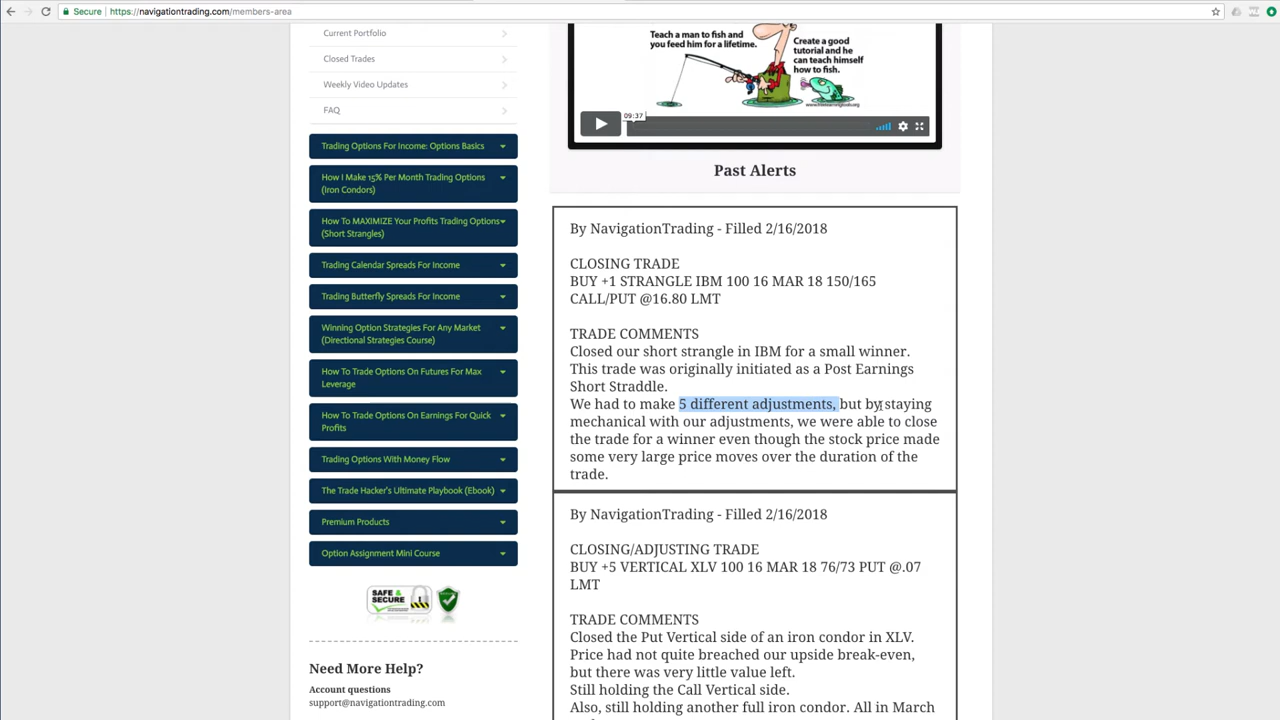 Secure
https://navigationtrading.com/members-area
Current Portfolio
Closed Trades
Weekly Video Updates
FAQ
Trading Options For Income: Options Basics
How I Make 15% Per Month Trading Options
(Iron Condors)
How To MAXIMIZE Your Profits Trading Options
(Short Strangles)
Trading Calendar Spreads For Income
Trading Butterfly Spreads For Income
Winning Option Strategies For Any Market
(Directional Strategies Course)
How To Trade Options On Futures For Max
Leverage
How To Trade Options On Earnings For Quick
Profits
Trading Options With Money Flow
The Trade Hacker's Ultimate Playbook (Ebook)
Premium Products
Option Assignment Mini Course
SAFE &
SECURE
Need More Help?
Account questions
support@navigationtrading.com
Teach a man to fish and
you feed him for a lifetime.
Create a good
tutorial and he
can teach himself
how to fish.
09:37
Past Alerts
By NavigationTrading - Filled 2/16/2018
CLOSING TRADE
BUY +1 STRANGLE IBM 100 16 MAR 18 150/165
CALL/PUT @16.80 LMT
TRADE COMMENTS
Closed our short strangle in IBM for a small winner.
This trade was originally initiated as a Post Earnings
Short Straddle.
We had to make 5 different adjustments, but by staying
mechanical with our adjustments, we were able to close
the trade for a winner even though the stock price made
some very large price moves over the duration of the
trade.
By NavigationTrading - Filled 2/16/2018
CLOSING/ADJUSTING TRADE
BUY +5 VERTICAL XLV 100 16 MAR 18 76/73 PUT @.07
LMT
TRADE COMMENTS
Closed the Put Vertical side of an iron condor in XLV.
Price had not quite breached our upside break-even,
but there was very little value left.
Still holding the Call Vertical side.
Also, still holding another full iron condor. All in March